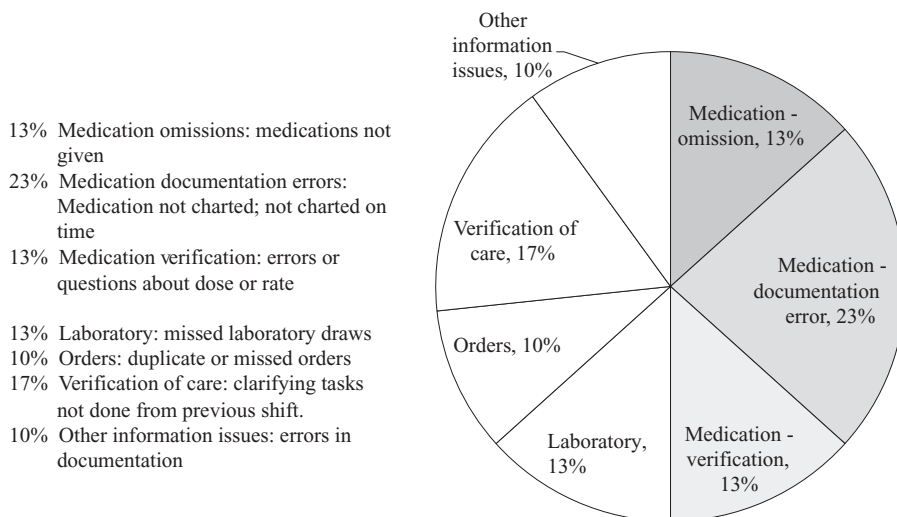 13% Medication omissions: medications not
given
23% Medication documentation errors:
Medication not charted; not charted on
time
13% Medication verification: errors or
questions about dose or rate
13% Laboratory: missed laboratory draws
10% Orders: duplicate or missed orders
17% Verification of care: clarifying tasks
not done from previous shift.
10% Other information issues: errors in
documentation
Other
information
issues, 10%
Medication -
omission, 13%
Verification of
care, 17%
Medication -
documentation
error, 23%
Orders, 10%
Laboratory,
13%
Medication -
verification,
13%